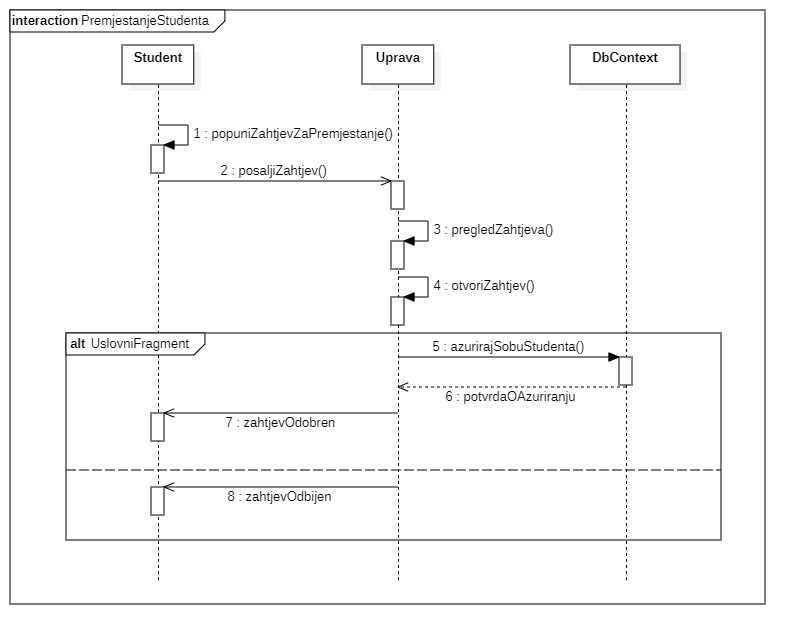 interaction PremjestanjeStudenta
Student
Uprava
DbContext
1 : popuniZahtjevZaPremjestanje()
2 : posaljiZahtjev()
3 : pregledZahtjeva()
4 : otvoriZahtjev()
alt UslovniFragment
5 : azurirajSobuStudenta()
6 : potvrdaOAzuriranju
7 : zahtjevOdobren
8 : zahtjevOdbijen